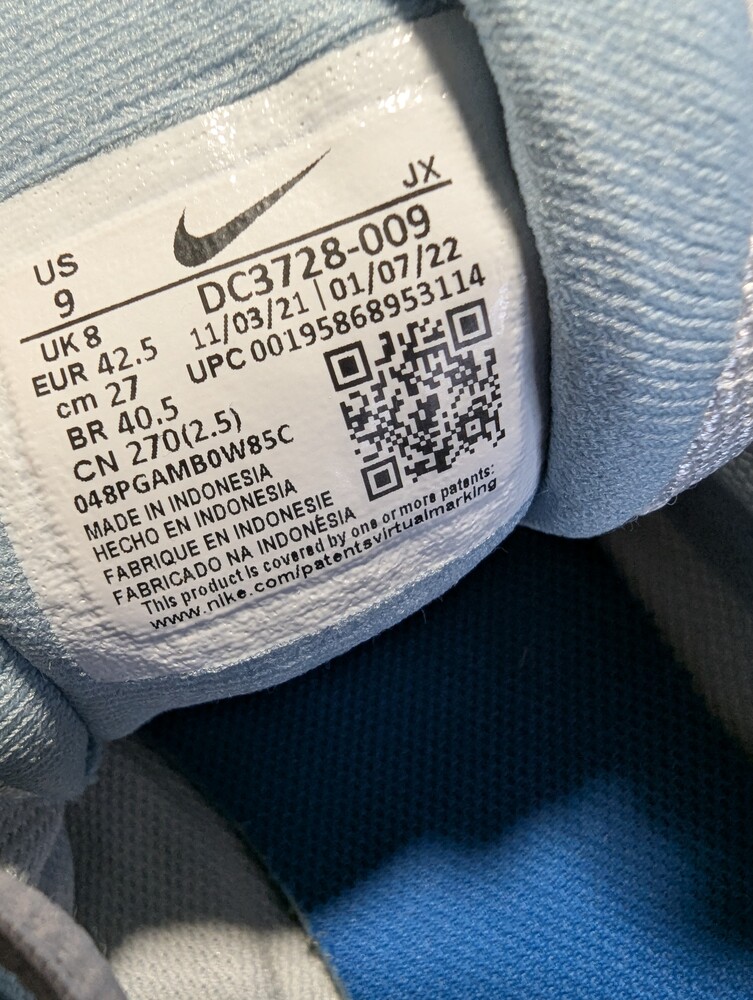 JX
US
9
DC3728-009
11/03/21 | 01/07/22
UPC 00195868953114
UK 8
EUR 42.5
cm 27
BR 40.5
CN 270(2.5)
048PGAMB0W85C
MADE IN INDONESIA
HECHO EN INDONESIA
FABRIQUE EN INDONESIE
FABRICADO NA INDONÉSIA
This product is covered by one or more patents:
www.nike.com/patentsvirtualmarking